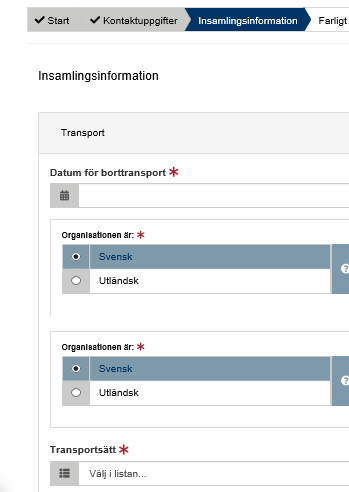 Start Kontaktuppgifter Insamlingsinformation Farligt
Insamlingsinformation
Transport
Datum för borttransport *
Organisationen är: *
Svensk
Utländsk
Organisationen är: *
Svensk
Utländsk
Transportsätt *
Välj i listan...